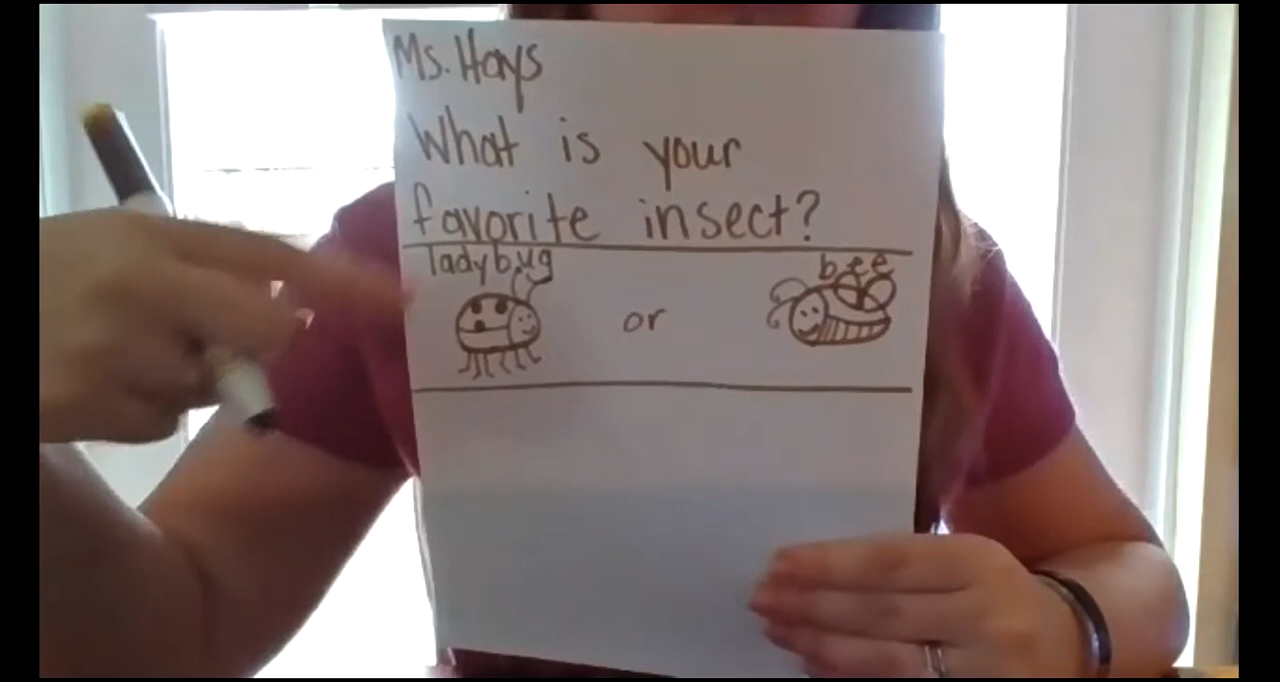 Ms. Hays
What is your
favorite insect?
ladybug bee
or